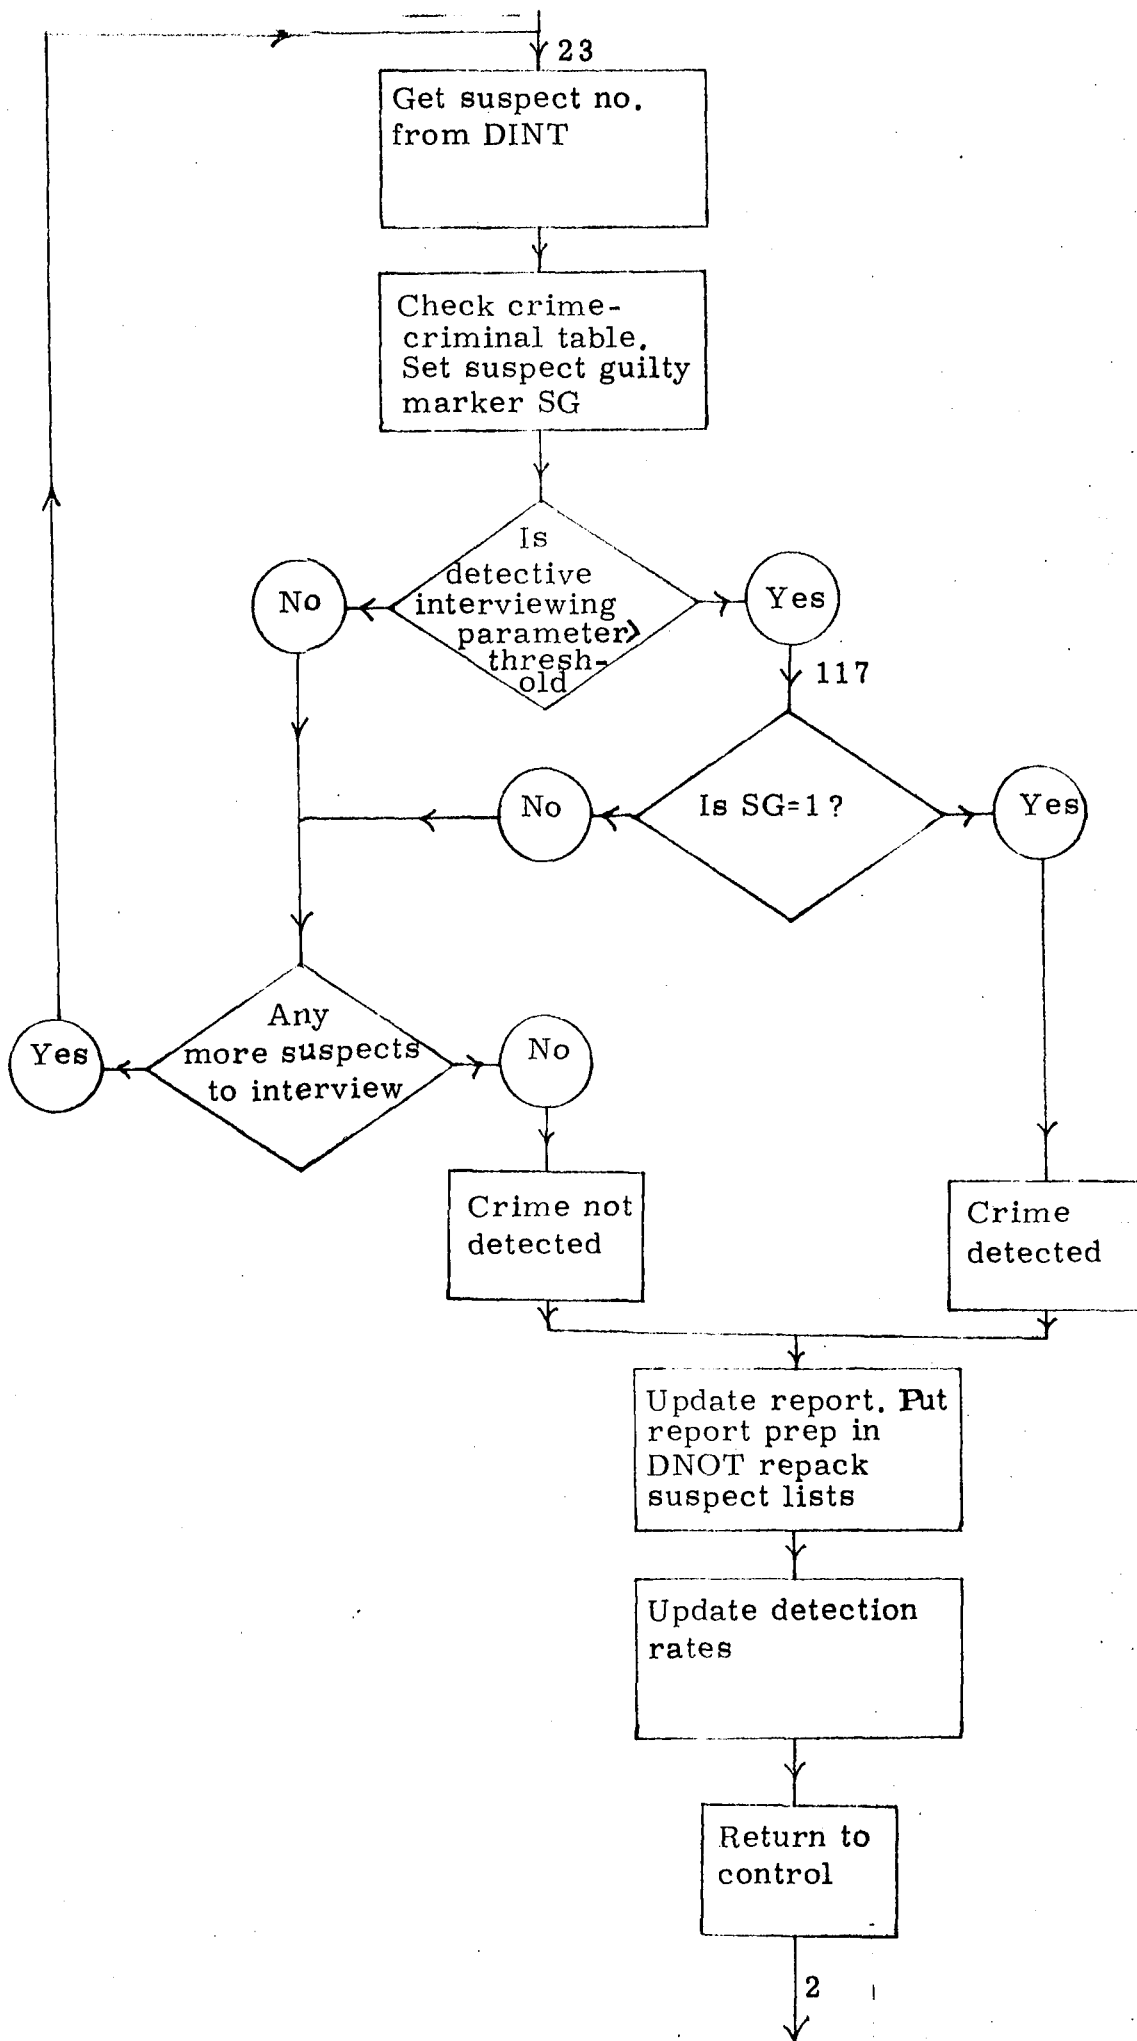 23
Get suspect no.
from DINT
Check crime-
criminal table.
Set suspect guilty
marker SG
Is
detective
interviewing
parameter>
thresh-
old
No
Yes
117
Is SG=1?
No
Yes
Any
more suspects
to interview
Yes
No
Crime not
detected
Crime
detected
Update report. Put
report prep in
DNOT repack
suspect lists
Update detection
rates
Return to
control
2